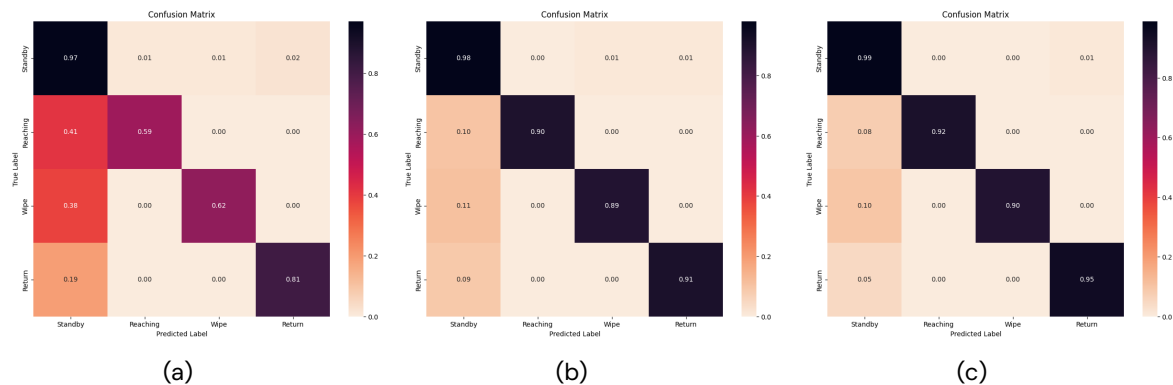 Confusion Matrix
Standby
Reaching
Wipe
Return
True Label
0.97 0.01 0.01 0.02
0.41 0.59 0.00 0.00
0.38 0.00 0.62 0.00
0.19 0.00 0.00 0.81
Standby Reaching Wipe Return
Predicted Label
0.8
0.6
0.4
0.2
0.0
(a)
Confusion Matrix
Standby
Reaching
Wipe
Return
True Label
0.98 0.00 0.01 0.01
0.10 0.90 0.00 0.00
0.11 0.00 0.89 0.00
0.09 0.00 0.00 0.91
Standby Reaching Wipe Return
Predicted Label
0.8
0.6
0.4
0.2
0.0
(b)
Confusion Matrix
Standby
Reaching
Wipe
Return
True Label
0.99 0.00 0.00 0.01
0.08 0.92 0.00 0.00
0.10 0.00 0.90 0.00
0.05 0.00 0.00 0.95
Standby Reaching Wipe Return
Predicted Label
0.8
0.6
0.4
0.2
0.0
(c)